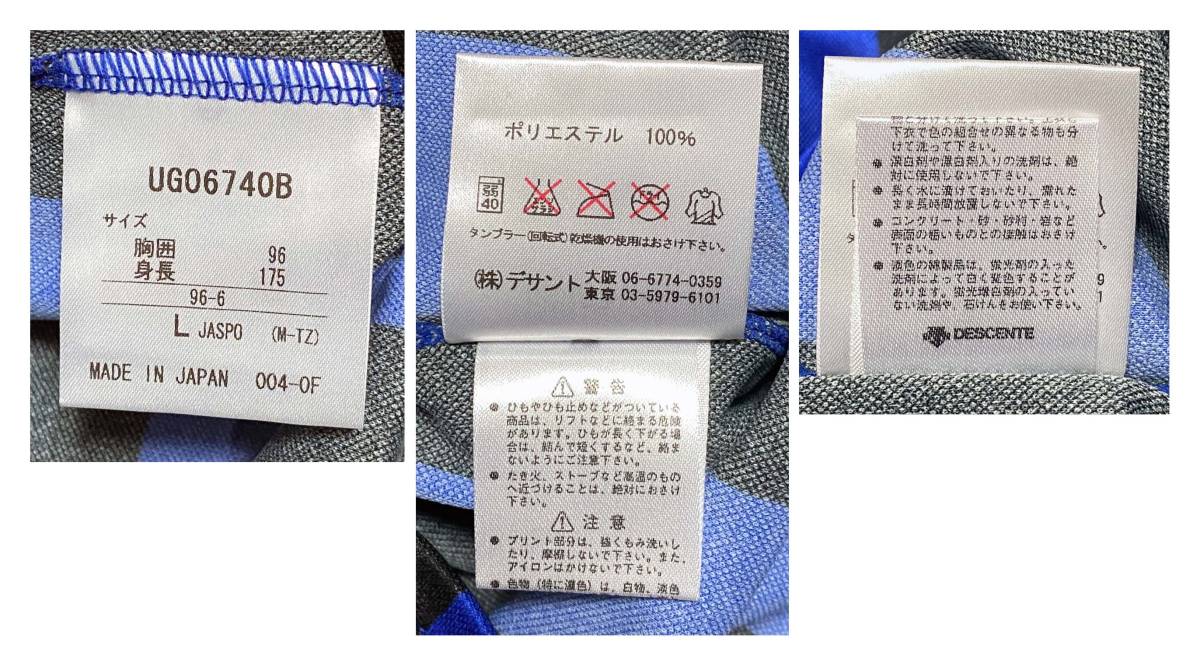 UGO6740B
サイズ
胸囲 96
身長 175
96-6
L JASPO (M-TZ)
MADE IN JAPAN 004-OF
ポリエステル 100%
弱
40
エンソ
サラシ
ドライ
タンブラー(回転式)乾燥機の使用はおさけ下さい。
(株)デサント 大阪 06-6774-0359
東京 03-5979-6101
警告
ひもやひも止めなどがついている
商品は、リフトなどに絡まる危険
があります。ひもが長く下がる場
合は、結んで短くするなど、絡ま
ないようにご注意下さい。
たき火、ストーブなど高温のもの
へ近づけることは、絶対におさけ
下さい。
注意
プリント部分は、強くもみ洗いし
たり、摩擦しないで下さい。また、
アイロンはかけないで下さい。
色物(特に濃色)は、白物、淡色
下衣で色の組合せの異なる物も分
けて洗って下さい。
漂白剤や漂白剤入りの洗剤は、絶
対に使用しないで下さい。
長く水に漬けておいたり、濡れた
まま長時間放置しないで下さい。
コンクリート・砂・砂利・岩など
表面の粗いものとの接触はおさけ
下さい。
淡色の綿製品は、蛍光剤の入った
洗剤によって白く変色することが
あります。蛍光増白剤の入ってい
ない洗剤や、石けんをお使い下さい。
DESCENTE